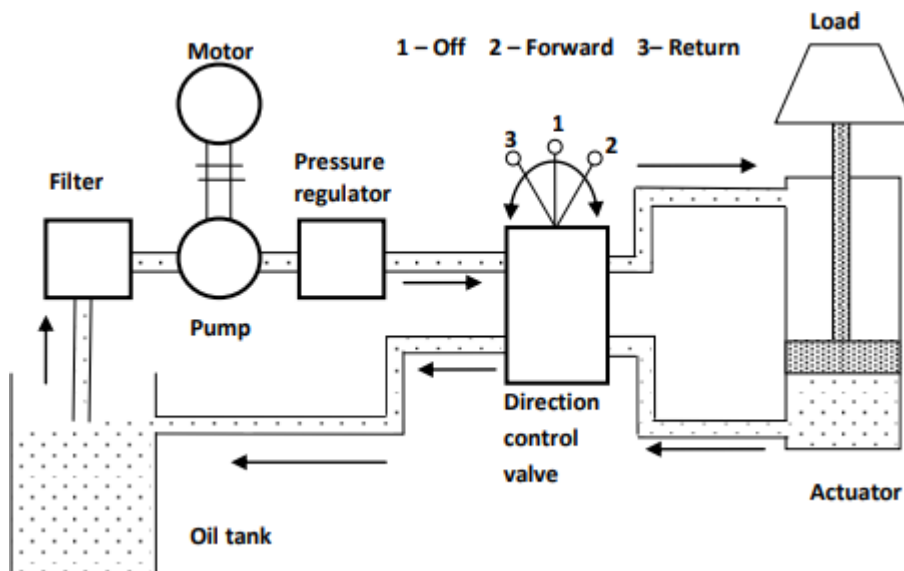 Load
Motor
1 – Off 2 – Forward 3– Return
1
3
2
Pressure
regulator
Filter
Pump
Direction
control
valve
Actuator
Oil tank